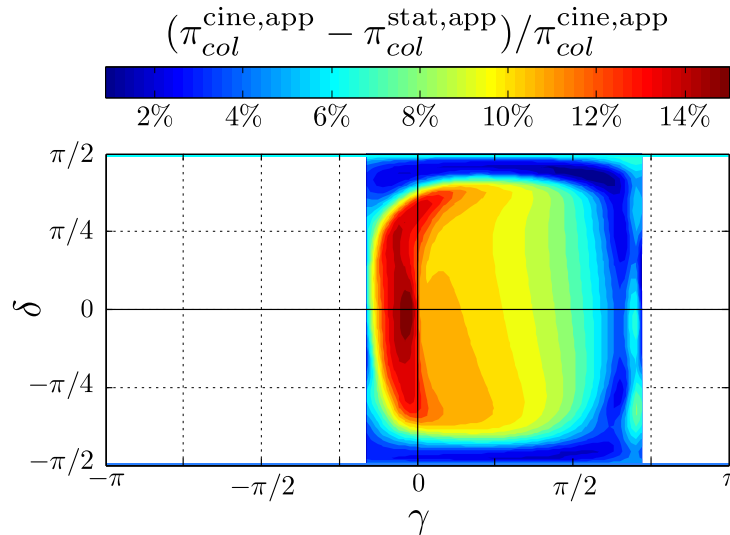 (π_{col}^{cine,app} − π_{col}^{stat,app})/π_{col}^{cine,app}
2% 4% 6% 8% 10% 12% 14%
π/2
π/4
0
−π/4
−π/2
δ
−π −π/2 0 π/2 π
γ